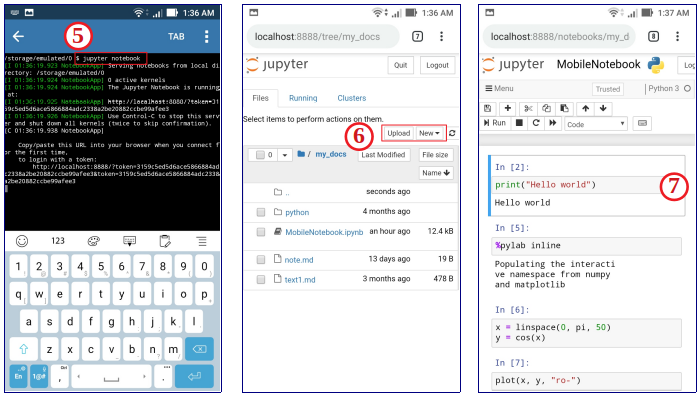 1:36 AM
5
TAB
/storage/emulated/0 $ jupyter notebook
[I 01:36:19.923 NotebookApp] Serving notebooks from local di
rectory: /storage/emulated/0
[I 01:36:19.924 NotebookApp] 0 active kernels
[I 01:36:19.924 NotebookApp] The Jupyter Notebook is running
at:
[I 01:36:19.925 NotebookApp] http://localhost:8888/?token=31
59c5ed5d6ace5866884adc2338a2be20882ccbe99afee3
[I 01:36:19.926 NotebookApp] Use Control-C to stop this serv
er and shut down all kernels (twice to skip confirmation).
[C 01:36:19.938 NotebookApp]
Copy/paste this URL into your browser when you connect f
or the first time,
to login with a token:
123
1 2 3 4 5 6 7 8 9 0
q w e r t y u i o p
a s d f g h j k l
z x c v b n m
En 1@# , .
1:36 AM
localhost:8888/tree/my_docs
7
jupyter
Quit
Logout
Files
Running
Clusters
Select items to perform actions on them.
6
Upload
New
0
/ my_docs
Last Modified
File size
Name
.. seconds ago
python 4 months ago
MobileNotebook.ipynb an hour ago 12.4 kB
note.md 13 days ago 19 B
text1.md 3 months ago 478 B
1:37 AM
localhost:8888/notebooks/my_d
8
jupyter
MobileNotebook
Log
Menu
Trusted
Python 3
Run
Code
In [2]:
print("Hello world")
7
Hello world
In [5]:
%pylab inline
Populating the interacti
ve namespace from numpy
and matplotlib
In [6]:
x = linspace(0, pi, 50)
y = cos(x)
In [7]:
plot(x, y, "ro-")